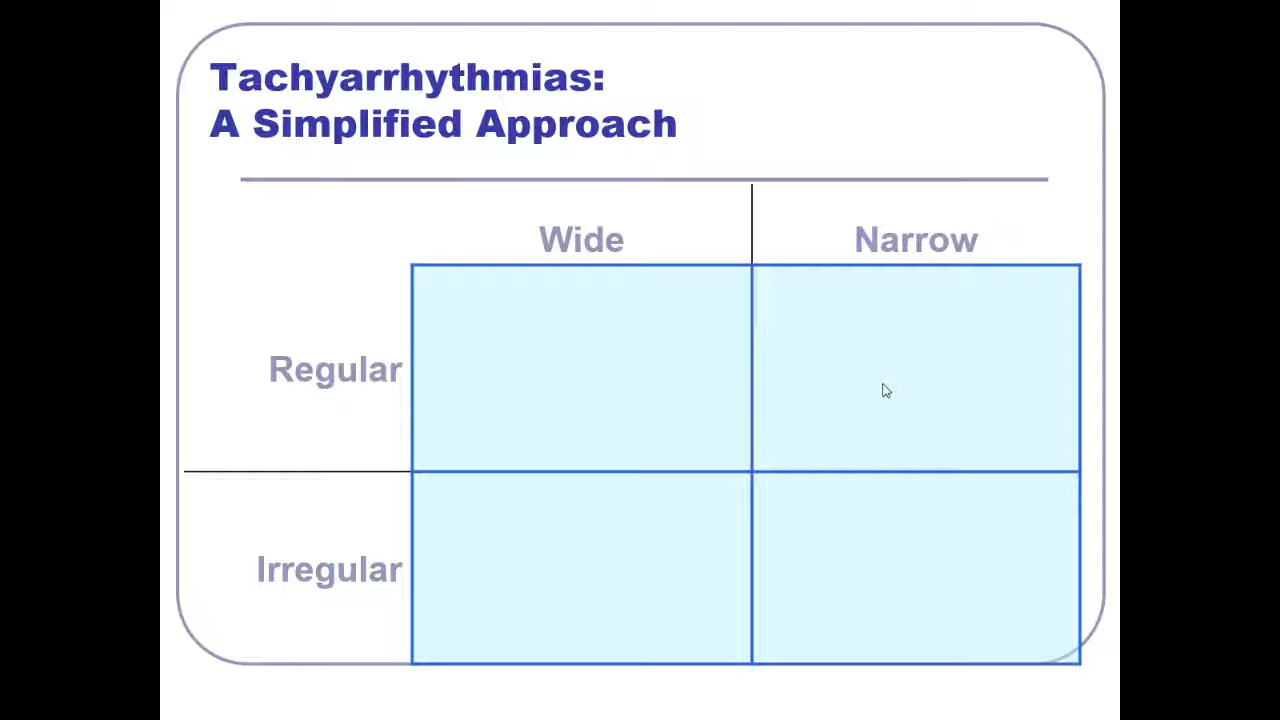 Tachyarrhythmias:
A Simplified Approach
Wide
Narrow
Regular
Irregular